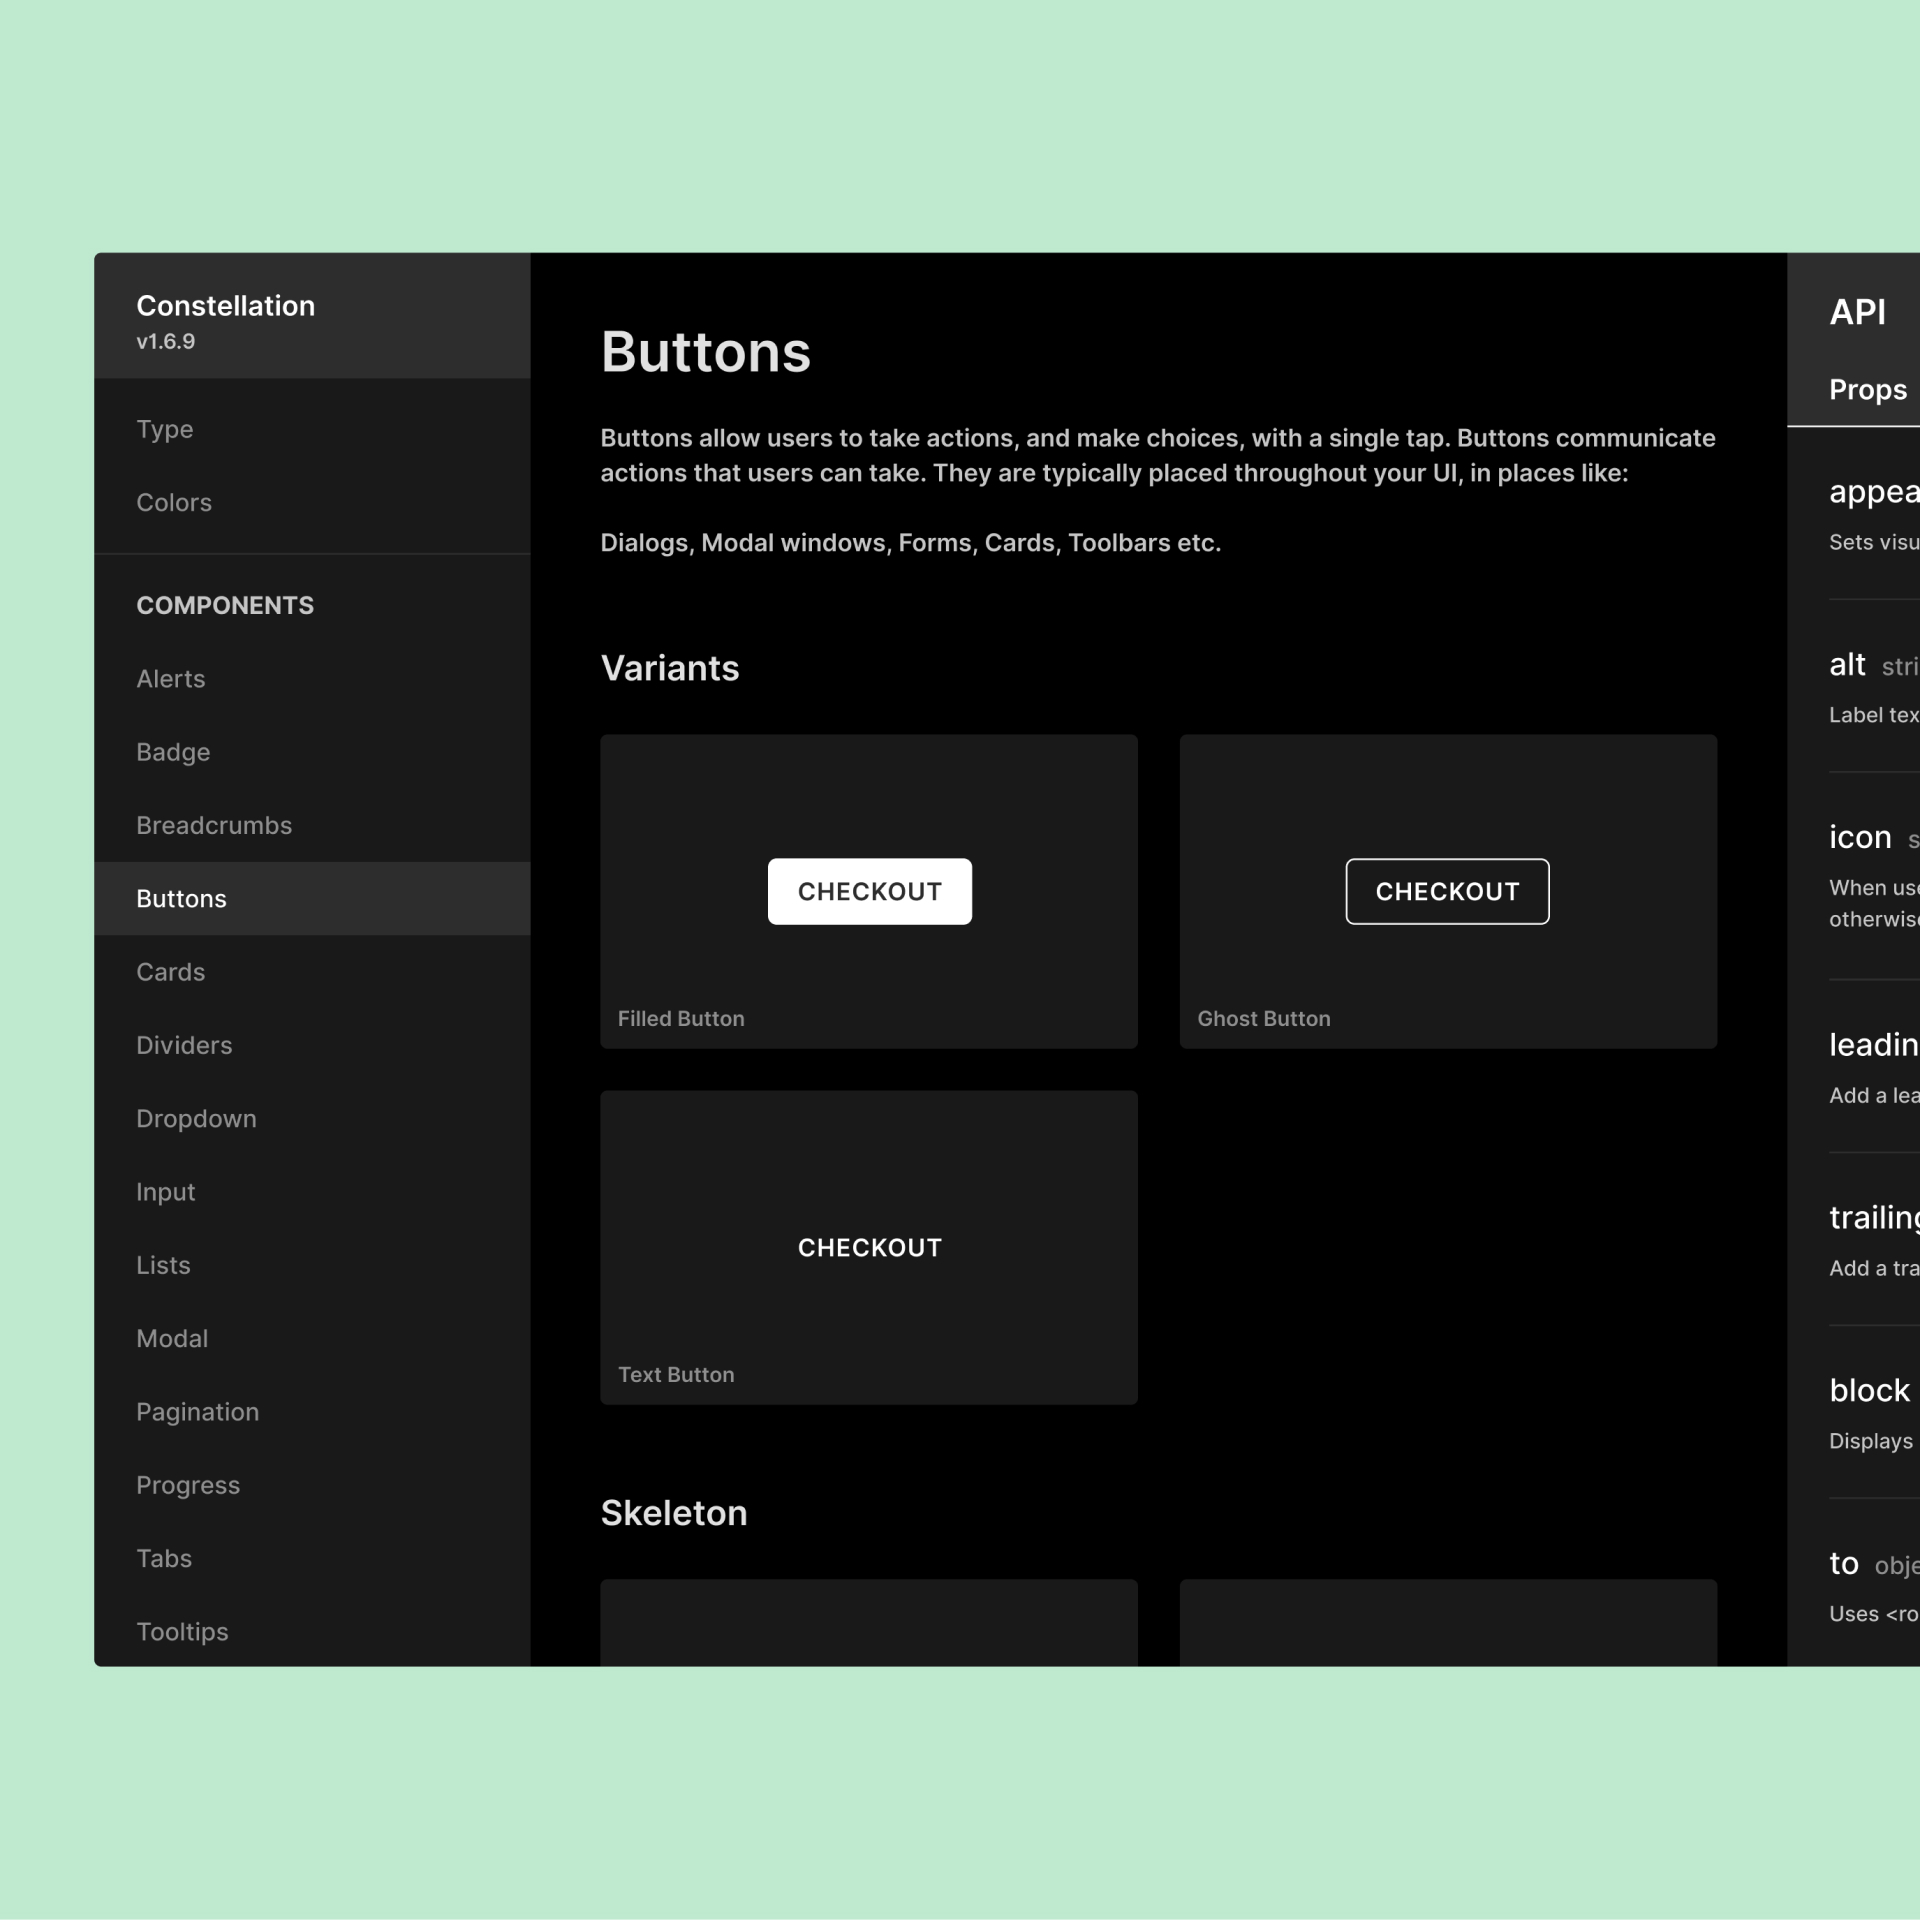 Constellation
v1.6.9
Type
Colors
COMPONENTS
Alerts
Badge
Breadcrumbs
Buttons
Cards
Dividers
Dropdown
Input
Lists
Modal
Pagination
Progress
Tabs
Tooltips
Buttons
Buttons allow users to take actions, and make choices, with a single tap. Buttons communicate
actions that users can take. They are typically placed throughout your UI, in places like:
Dialogs, Modal windows, Forms, Cards, Toolbars etc.
Variants
CHECKOUT
Filled Button
CHECKOUT
Ghost Button
CHECKOUT
Text Button
Skeleton
API
Props
appea
Sets visu
alt stri
Label tex
icon s
When use
otherwise
leadin
Add a lea
trailing
Add a tra
block
Displays
to obje
Uses <ro